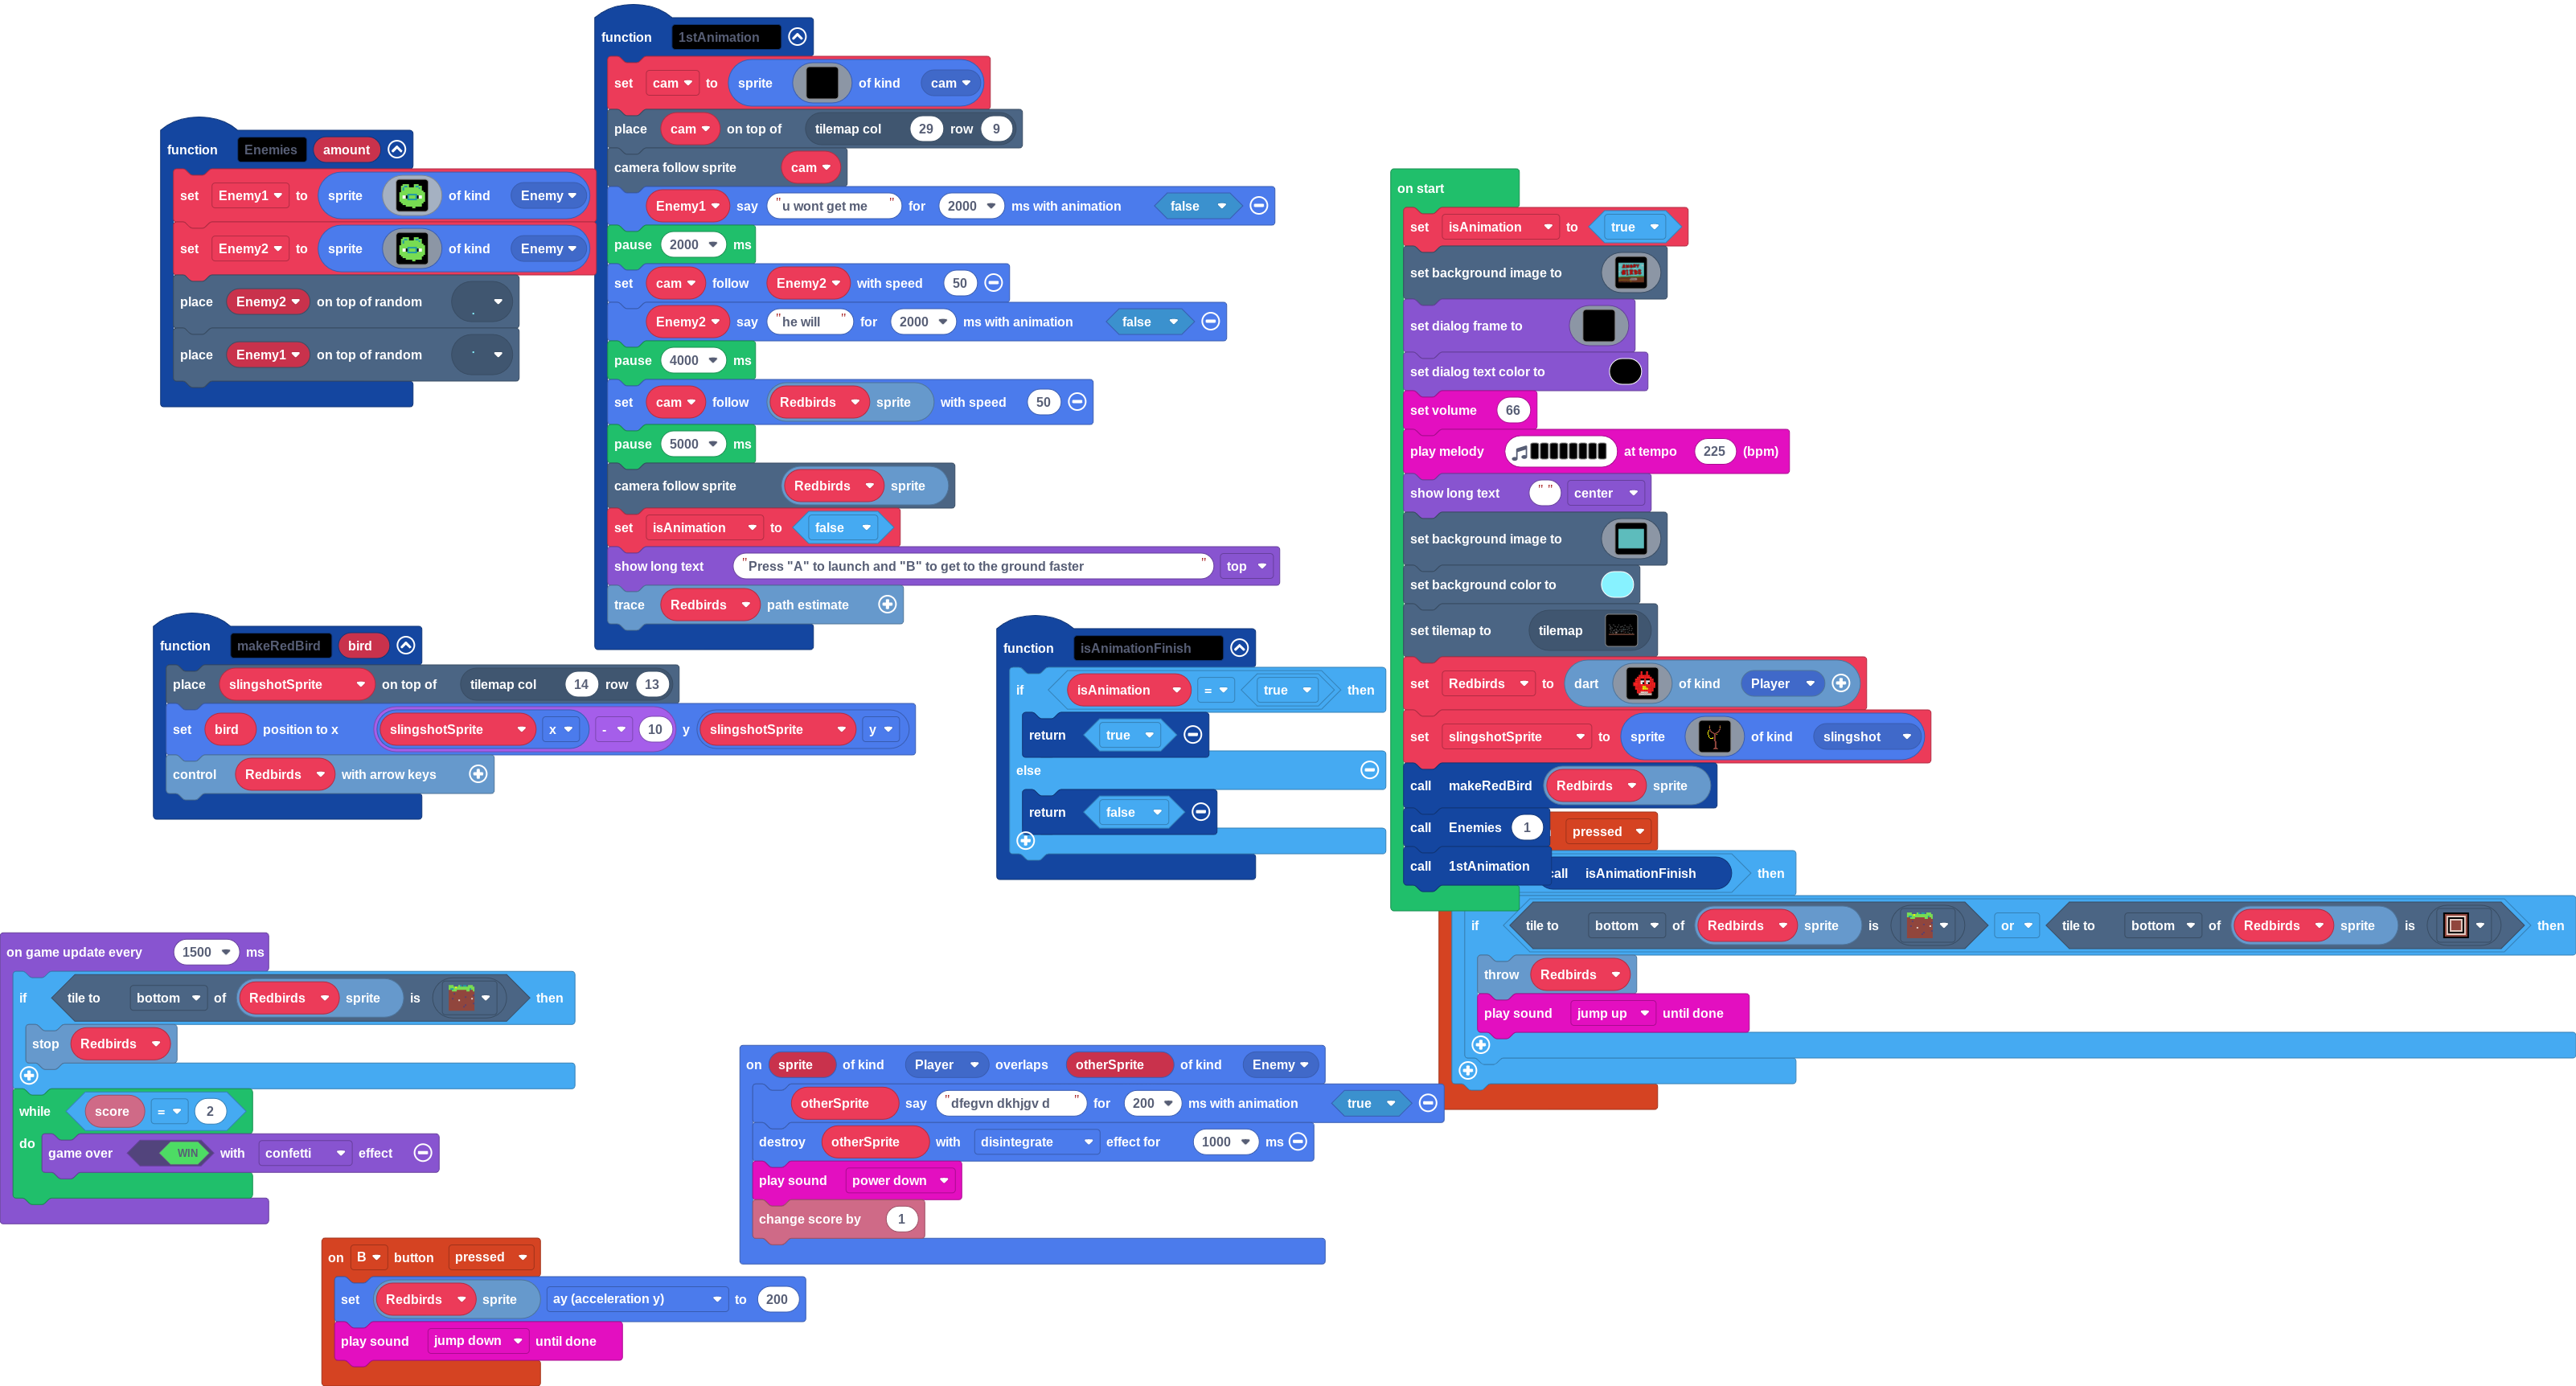 function 1stAnimation
set cam to sprite of kind cam
place cam on top of tilemap col 29 row 9
camera follow sprite cam
Enemy1 say "u wont get me" for 2000 ms with animation false
pause 2000 ms
set cam follow Enemy2 with speed 50
Enemy2 say "he will" for 2000 ms with animation false
pause 4000 ms
set cam follow Redbirds sprite with speed 50
pause 5000 ms
camera follow sprite Redbirds sprite
set isAnimation to false
show long text "Press "A" to launch and "B" to get to the ground faster" top
trace Redbirds path estimate
function Enemies amount
set Enemy1 to sprite of kind Enemy
set Enemy2 to sprite of kind Enemy
place Enemy2 on top of random
place Enemy1 on top of random
on start
set isAnimation to true
set background image to
set dialog frame to
set dialog text color to
set volume 66
play melody at tempo 225 (bpm)
show long text " " center
set background image to
set background color to
set tilemap to tilemap
set Redbirds to dart of kind Player
set slingshotSprite to sprite of kind slingshot
call makeRedBird Redbirds sprite
call Enemies 1
call 1stAnimation
function makeRedBird bird
place slingshotSprite on top of tilemap col 14 row 13
set bird position to x slingshotSprite x - 10 y slingshotSprite y
control Redbirds with arrow keys
function isAnimationFinish
if isAnimation = true then
return true
else
return false
pressed
call isAnimationFinish then
if tile to bottom of Redbirds sprite is or tile to bottom of Redbirds sprite is then
throw Redbirds
play sound jump up until done
on game update every 1500 ms
if tile to bottom of Redbirds sprite is then
stop Redbirds
while score = 2
do
game over WIN with confetti effect
on sprite of kind Player overlaps otherSprite of kind Enemy
otherSprite say "dfegvn dkhjgv d" for 200 ms with animation true
destroy otherSprite with disintegrate effect for 1000 ms
play sound power down
change score by 1
on B button pressed
set Redbirds sprite ay (acceleration y) to 200
play sound jump down until done